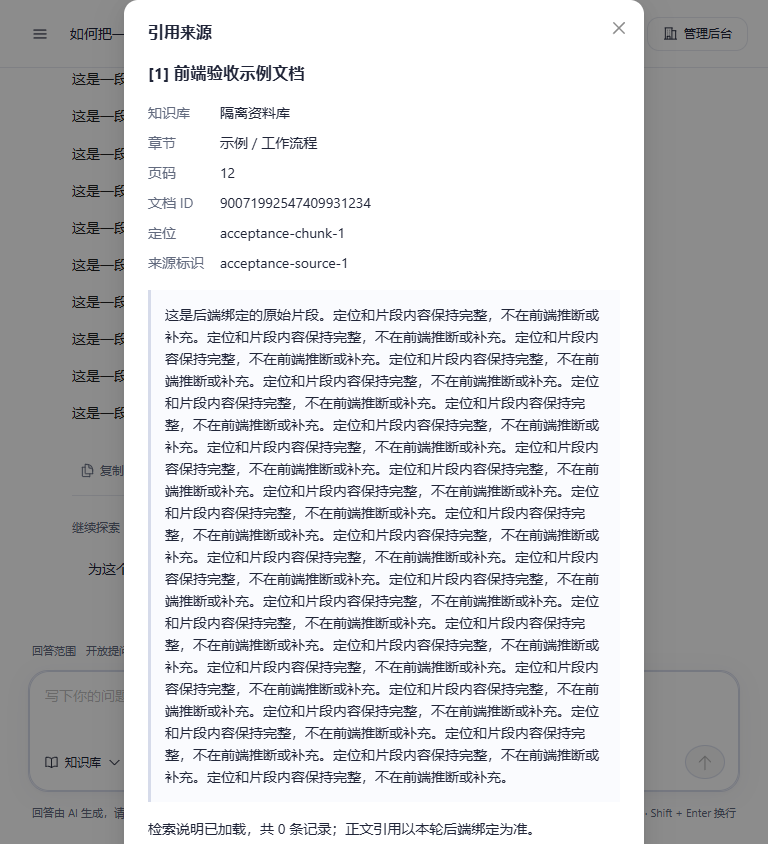 引用来源
如何把一
管理后台
[1] 前端验收示例文档
知识库 隔离资料库
章节 示例 / 工作流程
页码 12
文档 ID 90071992547409931234
定位 acceptance-chunk-1
来源标识 acceptance-source-1
这是后端绑定的原始片段。定位和片段内容保持完整，不在前端推断或
补充。定位和片段内容保持完整，不在前端推断或补充。定位和片段内
容保持完整，不在前端推断或补充。定位和片段内容保持完整，不在前
端推断或补充。定位和片段内容保持完整，不在前端推断或补充。定位
和片段内容保持完整，不在前端推断或补充。定位和片段内容保持完
整，不在前端推断或补充。定位和片段内容保持完整，不在前端推断或
补充。定位和片段内容保持完整，不在前端推断或补充。定位和片段内
容保持完整，不在前端推断或补充。定位和片段内容保持完整，不在前
端推断或补充。定位和片段内容保持完整，不在前端推断或补充。定位
和片段内容保持完整，不在前端推断或补充。定位和片段内容保持完
整，不在前端推断或补充。定位和片段内容保持完整，不在前端推断或
补充。定位和片段内容保持完整，不在前端推断或补充。定位和片段内
容保持完整，不在前端推断或补充。定位和片段内容保持完整，不在前
端推断或补充。定位和片段内容保持完整，不在前端推断或补充。定位
和片段内容保持完整，不在前端推断或补充。定位和片段内容保持完
整，不在前端推断或补充。定位和片段内容保持完整，不在前端推断或
补充。定位和片段内容保持完整，不在前端推断或补充。定位和片段内
容保持完整，不在前端推断或补充。定位和片段内容保持完整，不在前
端推断或补充。定位和片段内容保持完整，不在前端推断或补充。定位
和片段内容保持完整，不在前端推断或补充。定位和片段内容保持完
整，不在前端推断或补充。定位和片段内容保持完整，不在前端推断或
补充。定位和片段内容保持完整，不在前端推断或补充。
检索说明已加载，共 0 条记录；正文引用以本轮后端绑定为准。
这是一段
这是一段
这是一段
这是一段
这是一段
这是一段
这是一段
这是一段
这是一段
这是一段
复制
继续探索
为这个
回答范围 开放提问
写下你的问题
知识库
回答由 AI 生成，请
· Shift + Enter 换行